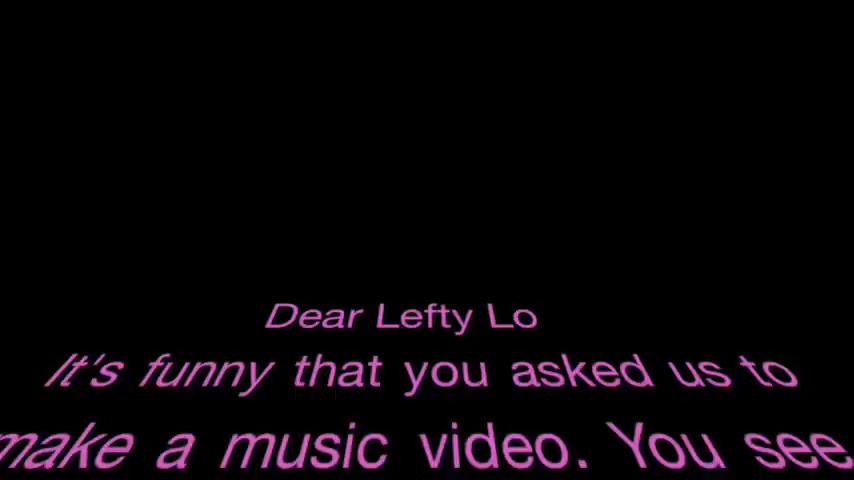 Dear Lefty Lo
It's funny that you asked us to
make a music video. You see